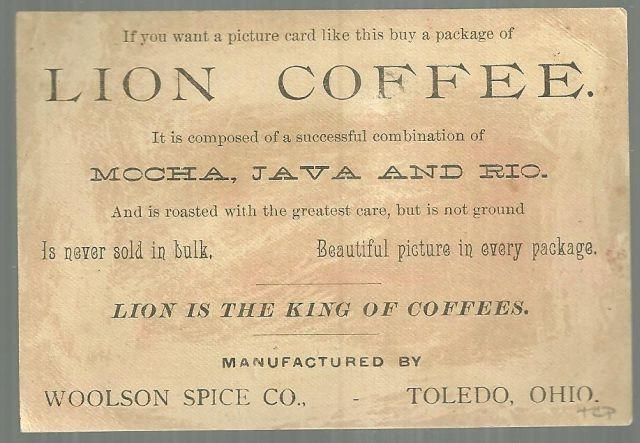 If you want a picture card like this buy a package of
LION COFFEE.
It is composed of a successful combination of
MOCHA, JAVA AND RIO.
And is roasted with the greatest care, but is not ground
Is never sold in bulk. Beautiful picture in every package.
LION IS THE KING OF COFFEES.
MANUFACTURED BY
WOOLSON SPICE CO., - TOLEDO, OHIO.